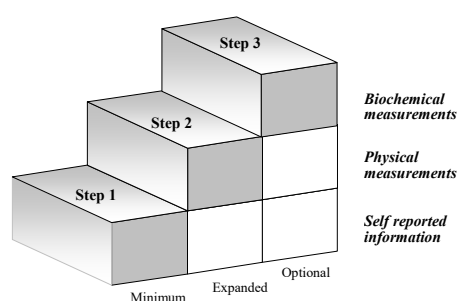 Step 3
Biochemical
measurements
Step 2
Physical
measurements
Step 1
Self reported
information
Optional
Expanded
Minimum